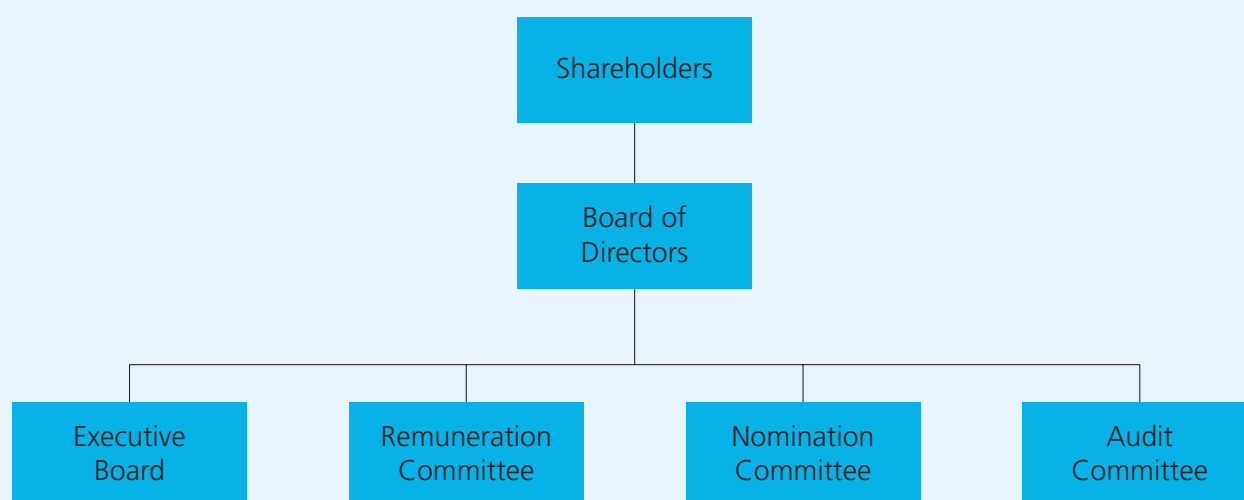 Shareholders
Board of
Directors
Executive
Board
Remuneration
Committee
Nomination
Committee
Audit
Committee